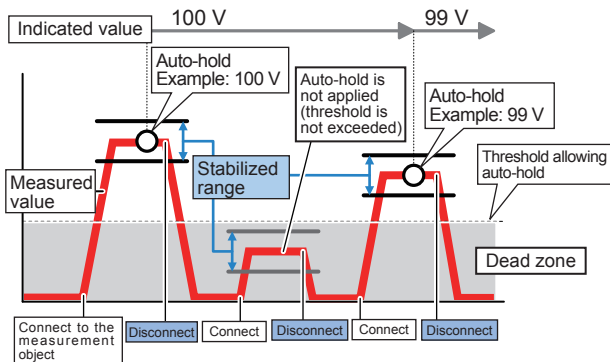 Indicated value
100 V
99 V
Auto-hold
Example: 100 V
Auto-hold is
not applied
(threshold is
not exceeded)
Auto-hold
Example: 99 V
Threshold allowing
auto-hold
Measured
value
Stabilized
range
Dead zone
Connect to the
measurement
object
Disconnect
Connect
Disconnect
Connect
Disconnect